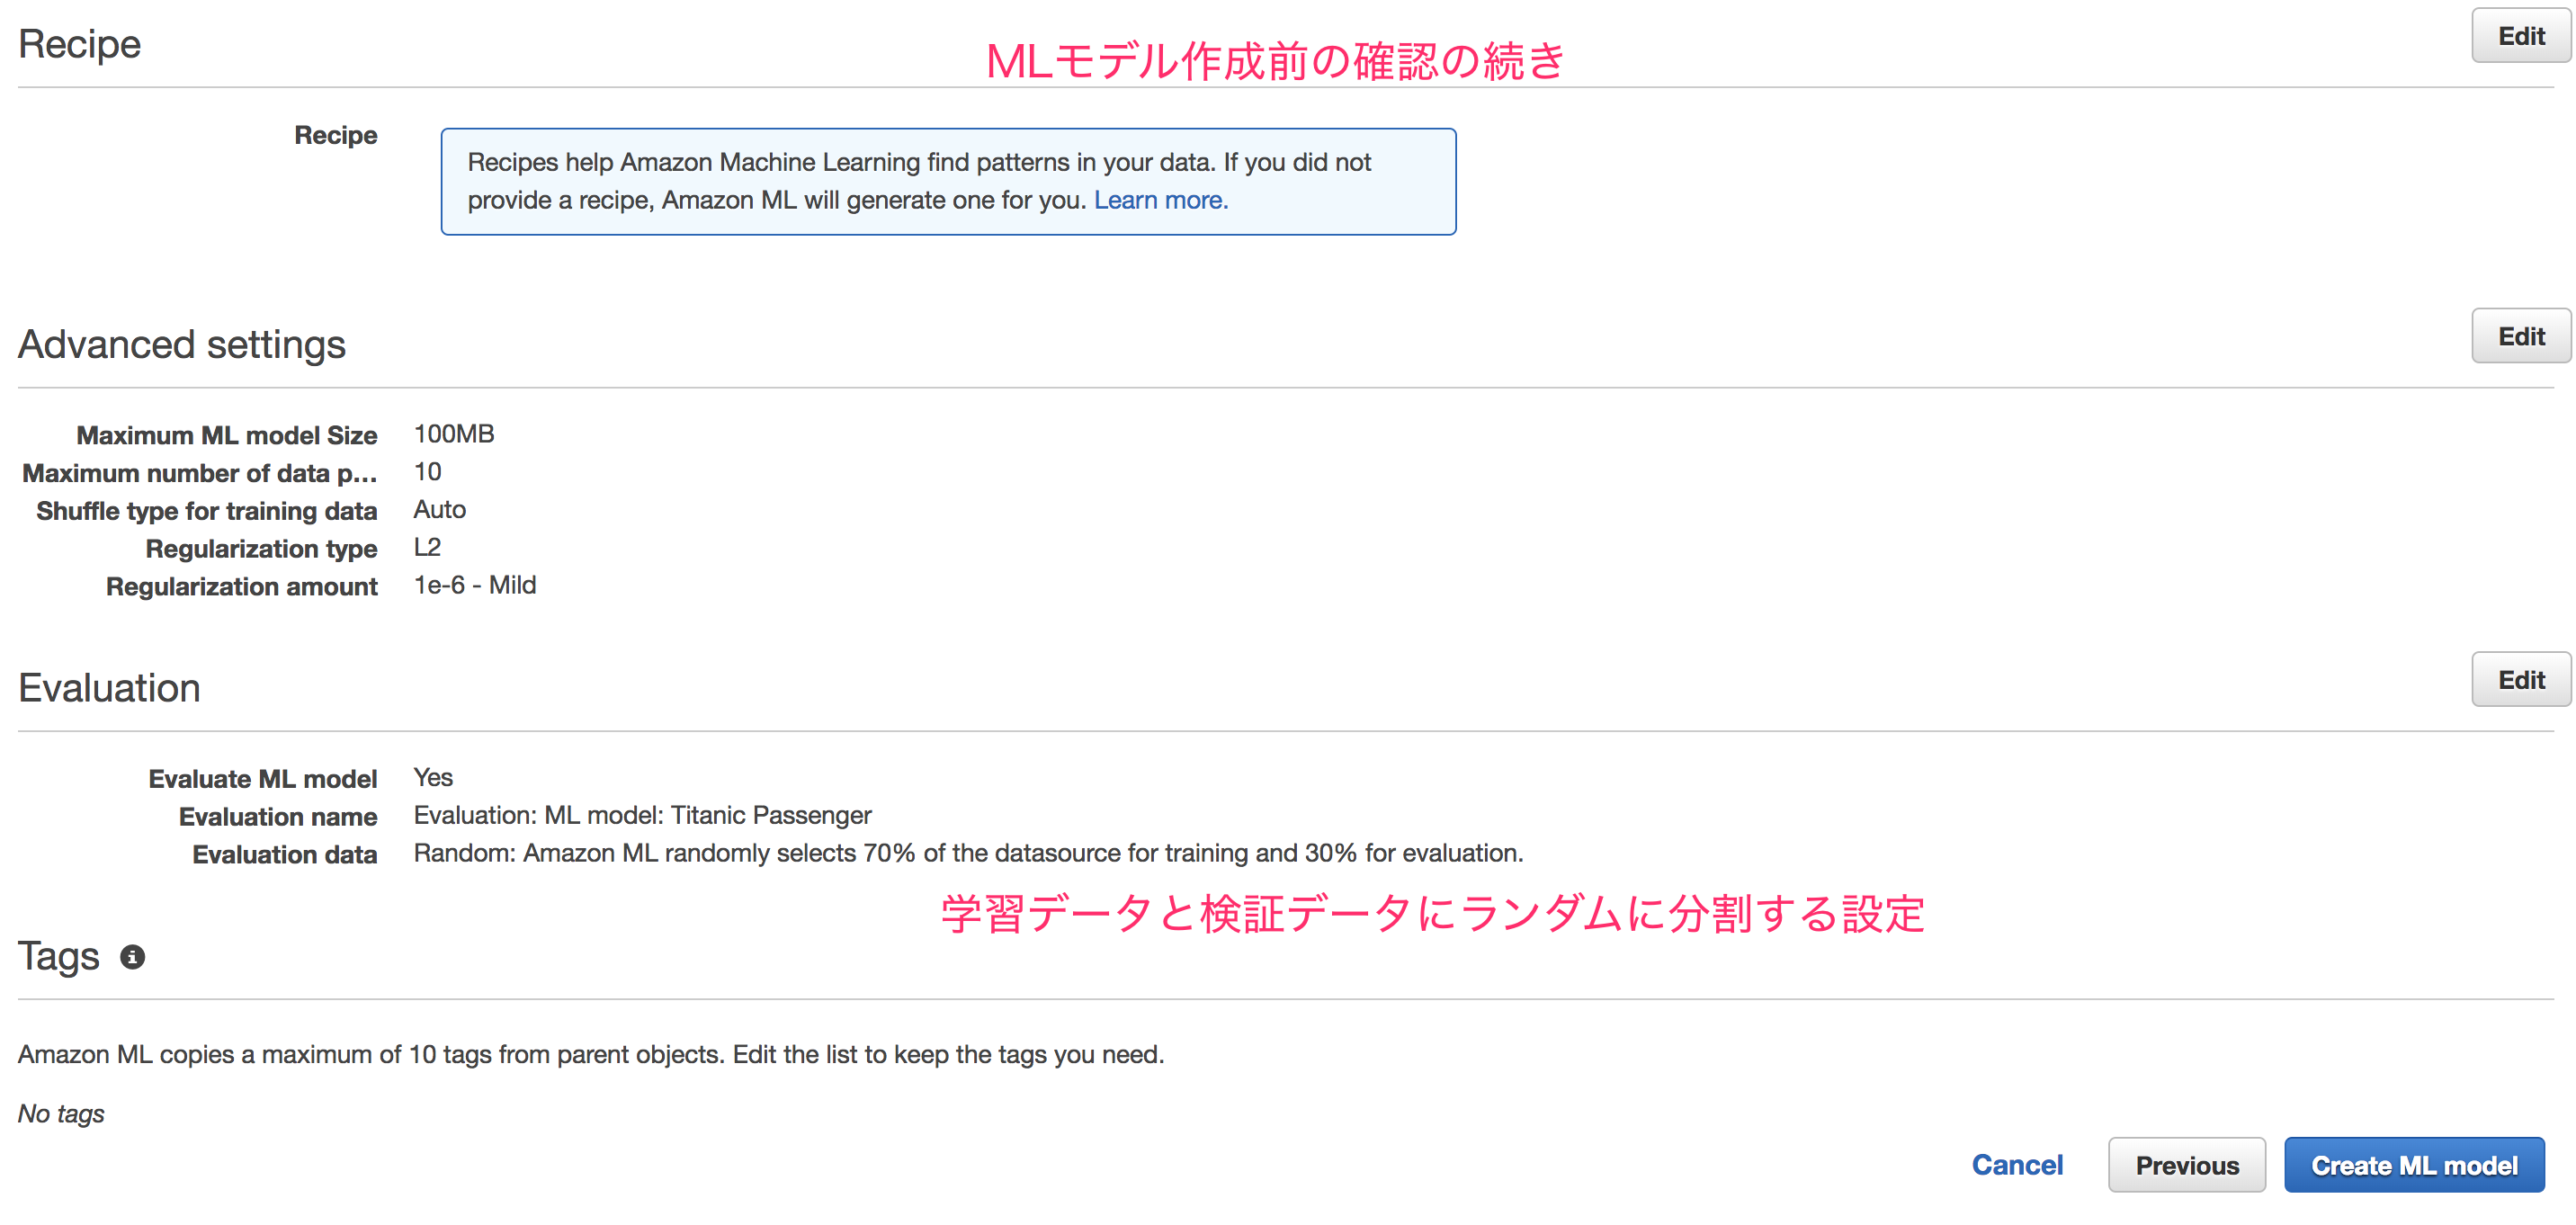 Recipe
MLモデル作成前の確認の続き
Edit
Recipe
Recipes help Amazon Machine Learning find patterns in your data. If you did not
provide a recipe, Amazon ML will generate one for you. Learn more.
Advanced settings
Edit
Maximum ML model Size 100MB
Maximum number of data p... 10
Shuffle type for training data Auto
Regularization type L2
Regularization amount 1e-6 - Mild
Evaluation
Edit
Evaluate ML model Yes
Evaluation name Evaluation: ML model: Titanic Passenger
Evaluation data Random: Amazon ML randomly selects 70% of the datasource for training and 30% for evaluation.
学習データと検証データにランダムに分割する設定
Tags
Amazon ML copies a maximum of 10 tags from parent objects. Edit the list to keep the tags you need.
No tags
Cancel Previous Create ML model